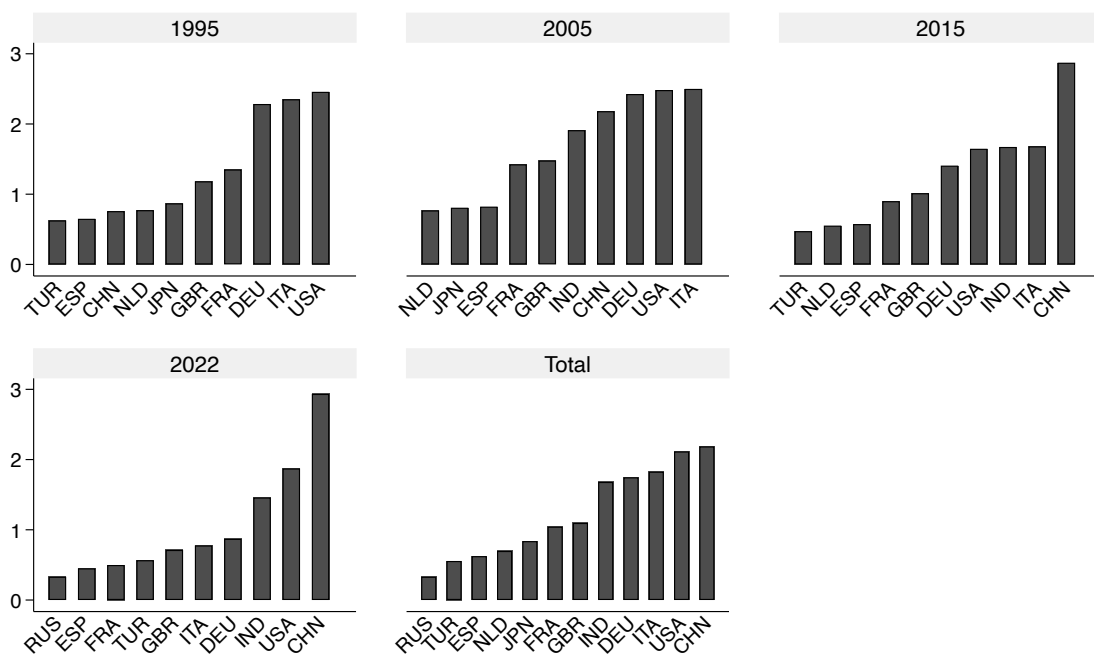 1995 2005 2015
3
2
1
0
TUR ESP CHN NLD JPN GBR FRA DEU ITA USA
NLD JPN ESP FRA GBR IND CHN DEU USA ITA
TUR NLD ESP FRA GBR DEU USA IND ITA CHN
2022 Total
3
2
1
0
RUS ESP FRA TUR GBR ITA DEU IND USA CHN
RUS TUR ESP NLD JPN FRA GBR IND DEU ITA USA CHN